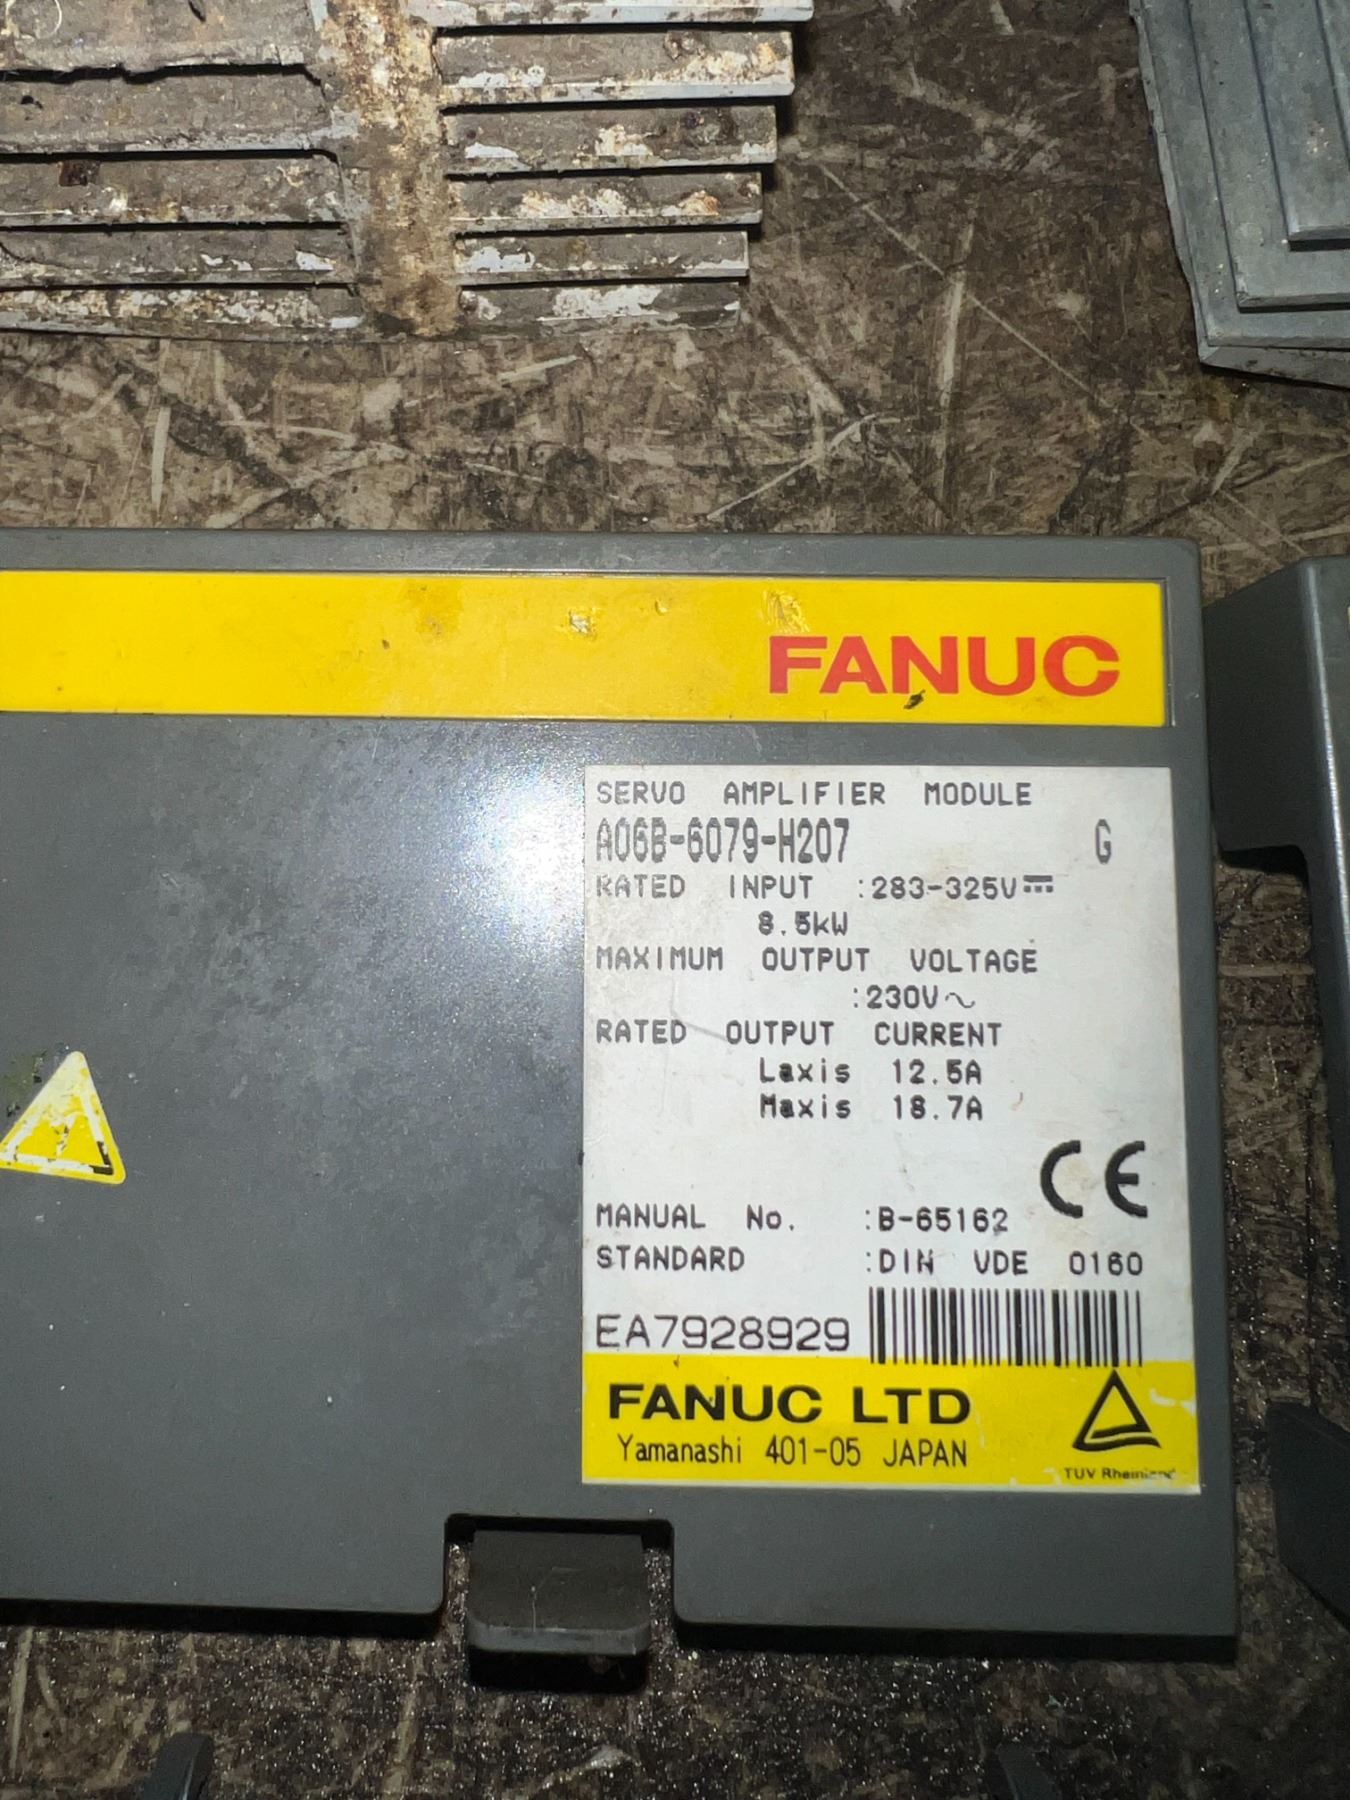 FANUC
SERVO AMPLIFIER MODULE
A06B-6079-H207 G
RATED INPUT :283-325V⎓
8.5kW
MAXIMUM OUTPUT VOLTAGE
:230V~
RATED OUTPUT CURRENT
Laxis 12.5A
Maxis 18.7A
CE
MANUAL No. :B-65162
STANDARD :DIN VDE 0160
EA7928929
FANUC LTD
Yamanashi 401-05 JAPAN
TUV Rheinland